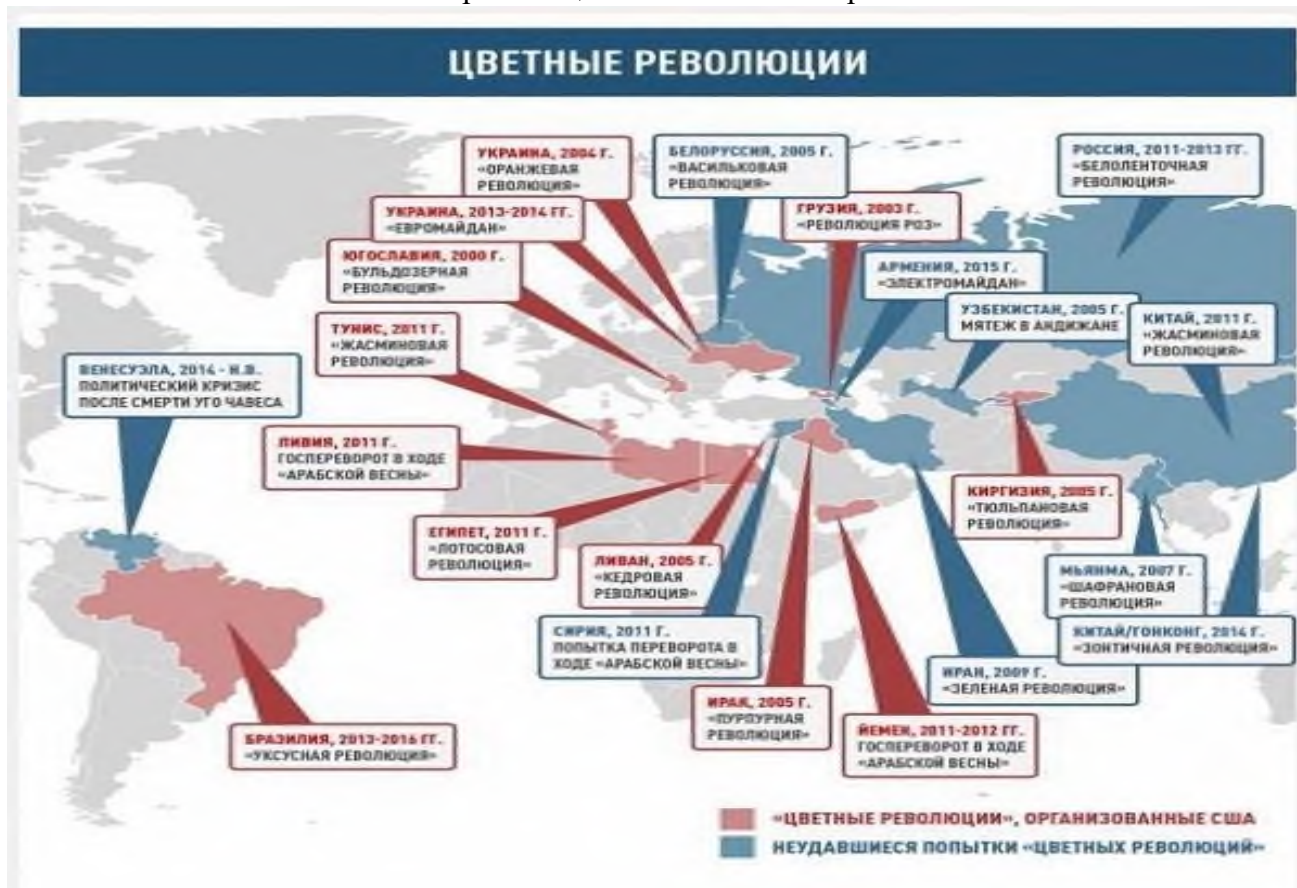 ЦВЕТНЫЕ РЕВОЛЮЦИИ
УКРАИНА, 2004 Г.
«ОРАНЖЕВАЯ
РЕВОЛЮЦИЯ»
БЕЛОРУССИЯ, 2005 Г.
«ВАСИЛЬКОВАЯ
РЕВОЛЮЦИЯ»
РОССИЯ, 2011-2013 ГГ.
«БЕЛОЛЕНТОЧНАЯ
РЕВОЛЮЦИЯ»
УКРАИНА, 2013-2014 ГГ.
«ЕВРОМАЙДАН»
ГРУЗИЯ, 2003 Г.
«РЕВОЛЮЦИЯ РОЗ»
ЮГОСЛАВИЯ, 2000 Г.
«БУЛЬДОЗЕРНАЯ
РЕВОЛЮЦИЯ»
АРМЕНИЯ, 2015 Г.
«ЭЛЕКТРОМАЙДАН»
УЗБЕКИСТАН, 2005 Г.
МЯТЕЖ В АНДИЖАНЕ
КИТАЙ, 2011 Г.
«ЖАСМИНОВАЯ
РЕВОЛЮЦИЯ»
ТУНИС, 2011 Г.
«ЖАСМИНОВАЯ
РЕВОЛЮЦИЯ»
ВЕНЕСУЭЛА, 2014 - Н.В.
ПОЛИТИЧЕСКИЙ КРИЗИС
ПОСЛЕ СМЕРТИ УГО ЧАВЕСА
ЛИВИЯ, 2011 Г.
ГОСПЕРЕВОРОТ В ХОДЕ
«АРАБСКОЙ ВЕСНЫ»
КИРГИЗИЯ, 2005 Г.
«ТЮЛЬПАНОВАЯ
РЕВОЛЮЦИЯ»
ЕГИПЕТ, 2011 Г.
«ЛОТОСОВАЯ
РЕВОЛЮЦИЯ»
ЛИВАН, 2005 Г.
«КЕДРОВАЯ
РЕВОЛЮЦИЯ»
МЬЯНМА, 2007 Г.
«ШАФРАНОВАЯ
РЕВОЛЮЦИЯ»
СИРИЯ, 2011 Г.
ПОПЫТКА ПЕРЕВОРОТА В
ХОДЕ «АРАБСКОЙ ВЕСНЫ»
КИТАЙ/ГОНКОНГ, 2014 Г.
«ЗОНТИЧНАЯ РЕВОЛЮЦИЯ»
ИРАН, 2009 Г.
«ЗЕЛЕНАЯ РЕВОЛЮЦИЯ»
ИРАК, 2005 Г.
«ПУРПУРНАЯ
РЕВОЛЮЦИЯ»
ЙЕМЕН, 2011-2012 ГГ.
ГОСПЕРЕВОРОТ В ХОДЕ
«АРАБСКОЙ ВЕСНЫ»
БРАЗИЛИЯ, 2013-2016 ГГ.
«УКСУСНАЯ РЕВОЛЮЦИЯ»
«ЦВЕТНЫЕ РЕВОЛЮЦИИ», ОРГАНИЗОВАННЫЕ США
НЕУДАВШИЕСЯ ПОПЫТКИ «ЦВЕТНЫХ РЕВОЛЮЦИЙ»